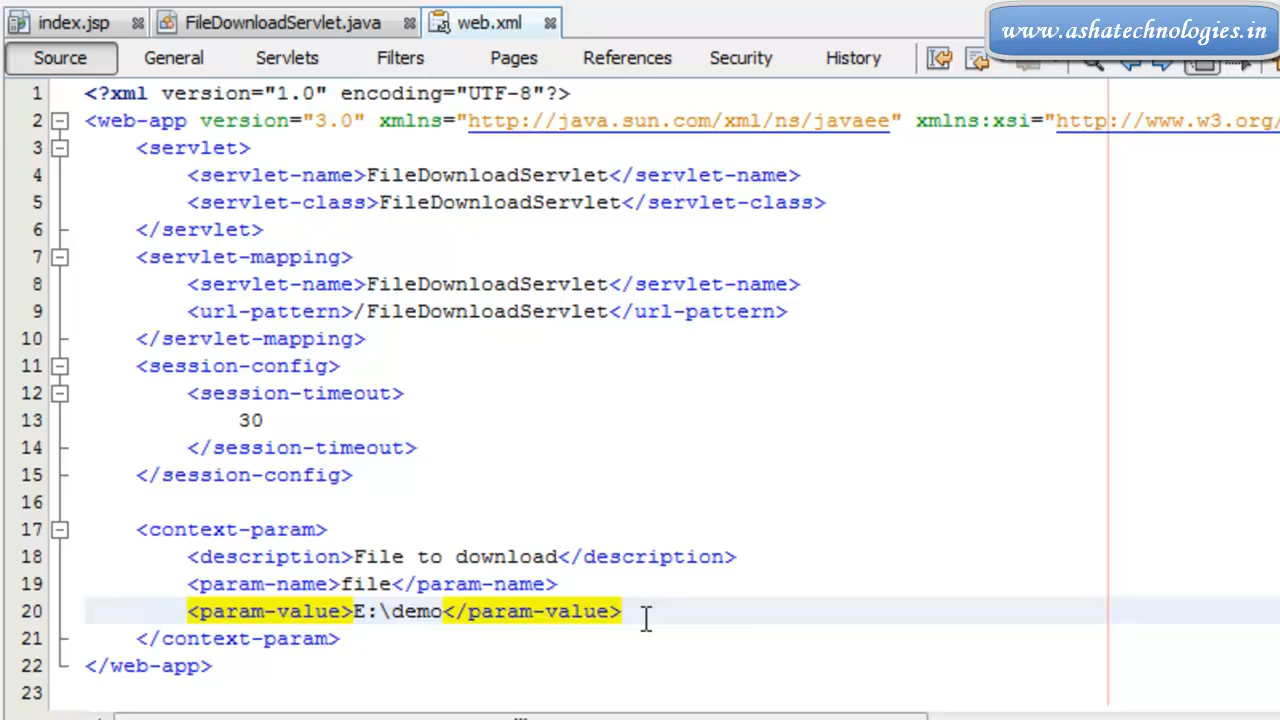 index.jsp FileDownloadServlet.java web.xml
www.ashatechnologies.in
Source General Servlets Filters Pages References Security History
1 <?xml version="1.0" encoding="UTF-8"?>
2 <web-app version="3.0" xmlns="http://java.sun.com/xml/ns/javaee" xmlns:xsi="http://www.w3.org/
3 <servlet>
4 <servlet-name>FileDownloadServlet</servlet-name>
5 <servlet-class>FileDownloadServlet</servlet-class>
6 </servlet>
7 <servlet-mapping>
8 <servlet-name>FileDownloadServlet</servlet-name>
9 <url-pattern>/FileDownloadServlet</url-pattern>
10 </servlet-mapping>
11 <session-config>
12 <session-timeout>
13 30
14 </session-timeout>
15 </session-config>
16
17 <context-param>
18 <description>File to download</description>
19 <param-name>file</param-name>
20 <param-value>E:\demo</param-value>
21 </context-param>
22 </web-app>
23